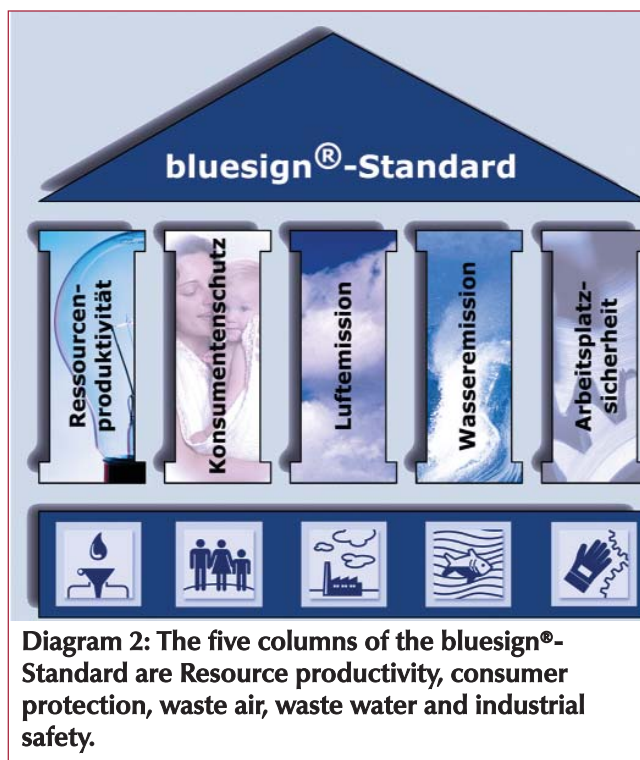 bluesign®-Standard
Ressourcen-
produktivität
Konsumentenschutz
Luftemission
Wasseremission
Arbeitsplatz-
sicherheit
Diagram 2: The five columns of the bluesign®-
Standard are Resource productivity, consumer
protection, waste air, waste water and industrial
safety.